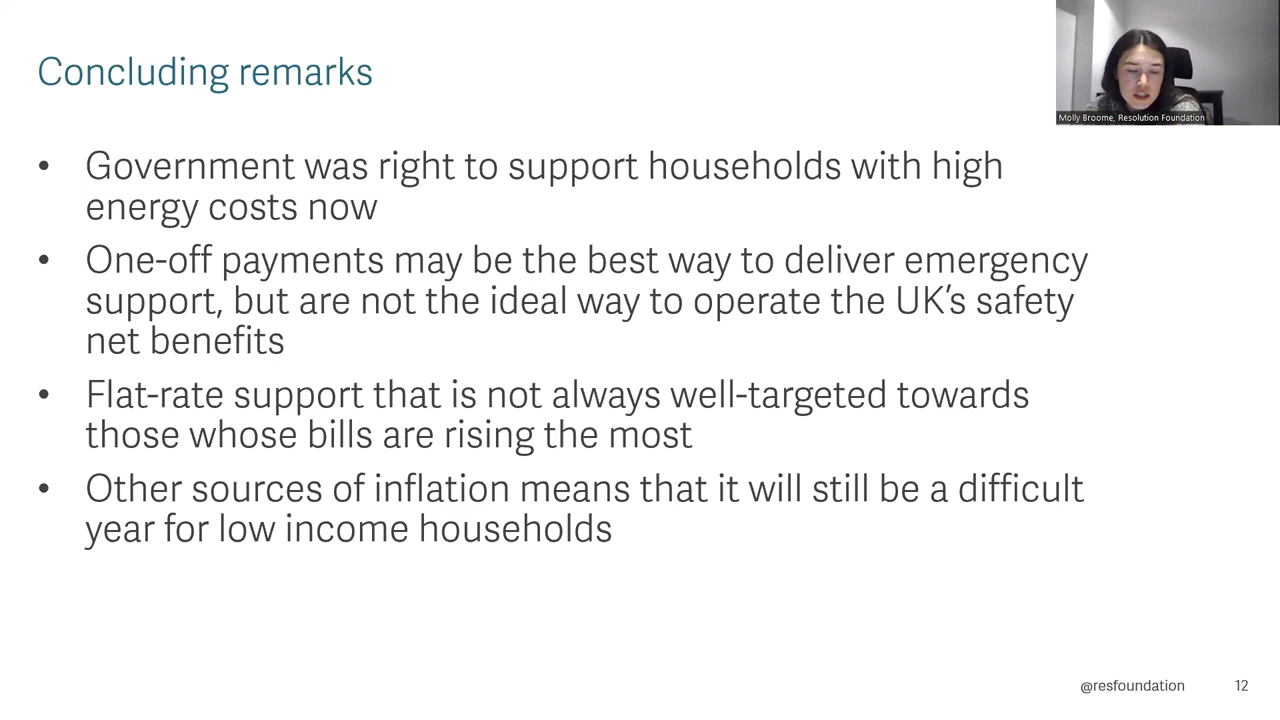 Concluding remarks
Molly Broome, Resolution Foundation
• Government was right to support households with high
energy costs now
• One-off payments may be the best way to deliver emergency
support, but are not the ideal way to operate the UK’s safety
net benefits
• Flat-rate support that is not always well-targeted towards
those whose bills are rising the most
• Other sources of inflation means that it will still be a difficult
year for low income households
@resfoundation 12